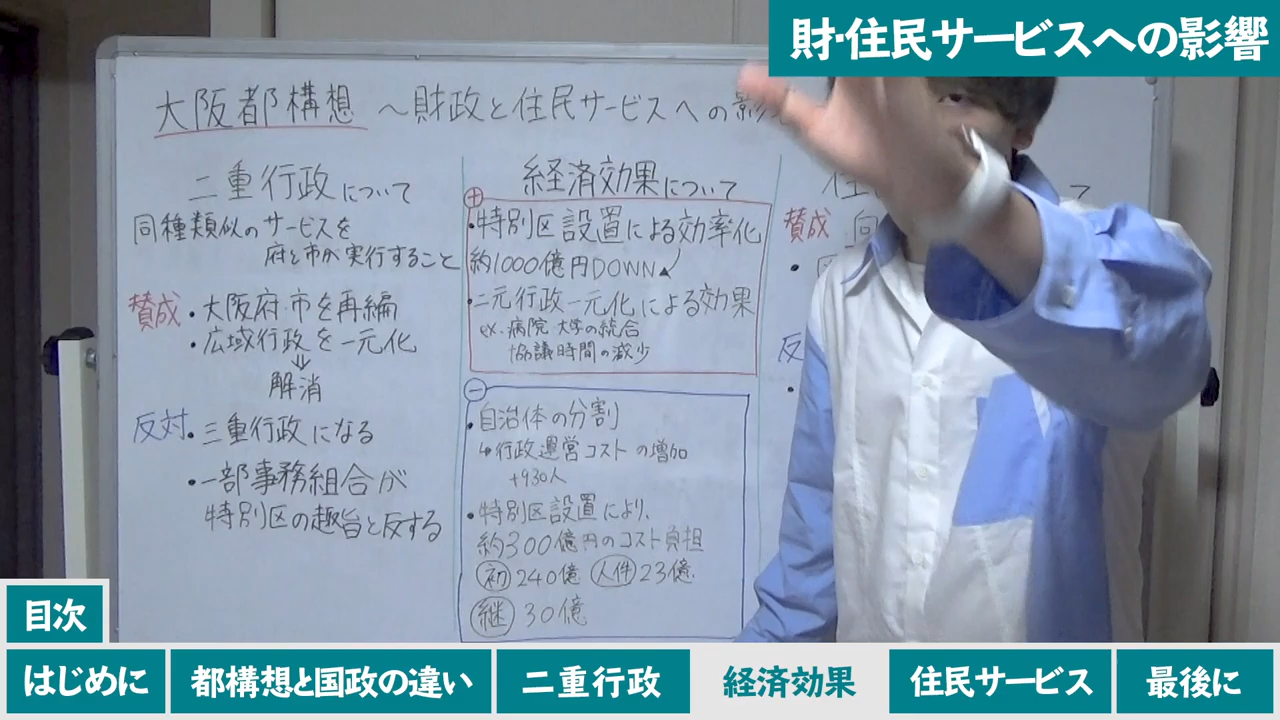 財・住民サービスへの影響
大阪都構想 ～財政と住民サービスへの影
二重行政について
同種類似のサービスを
府と市が実行すること
賛成・大阪府・市を再編
・広域行政を一元化
⇓
解消
反対・三重行政になる
・一部事務組合が
特別区の趣旨と反する
経済効果について
⊕
・特別区設置による効率化
約1000億円DOWN
・二元行政一元化による効果
ex. 病院 大学の統合
協議時間の減少
⊖
・自治体の分割
↳行政運営コストの増加
+930人
・特別区設置により、
約300億円のコスト負担
初 240億 人件 23億
継 30億
て
賛成 向
・
反
・
目次
はじめに
都構想と国政の違い
二重行政
経済効果
住民サービス
最後に